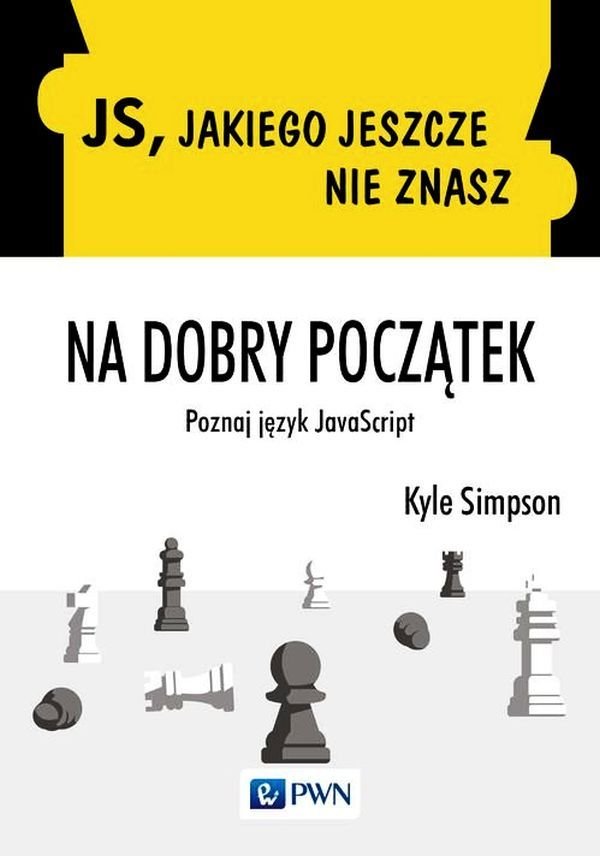 JS, JAKIEGO JESZCZE
NIE ZNASZ
NA DOBRY POCZĄTEK
Poznaj język JavaScript
Kyle Simpson
PWN